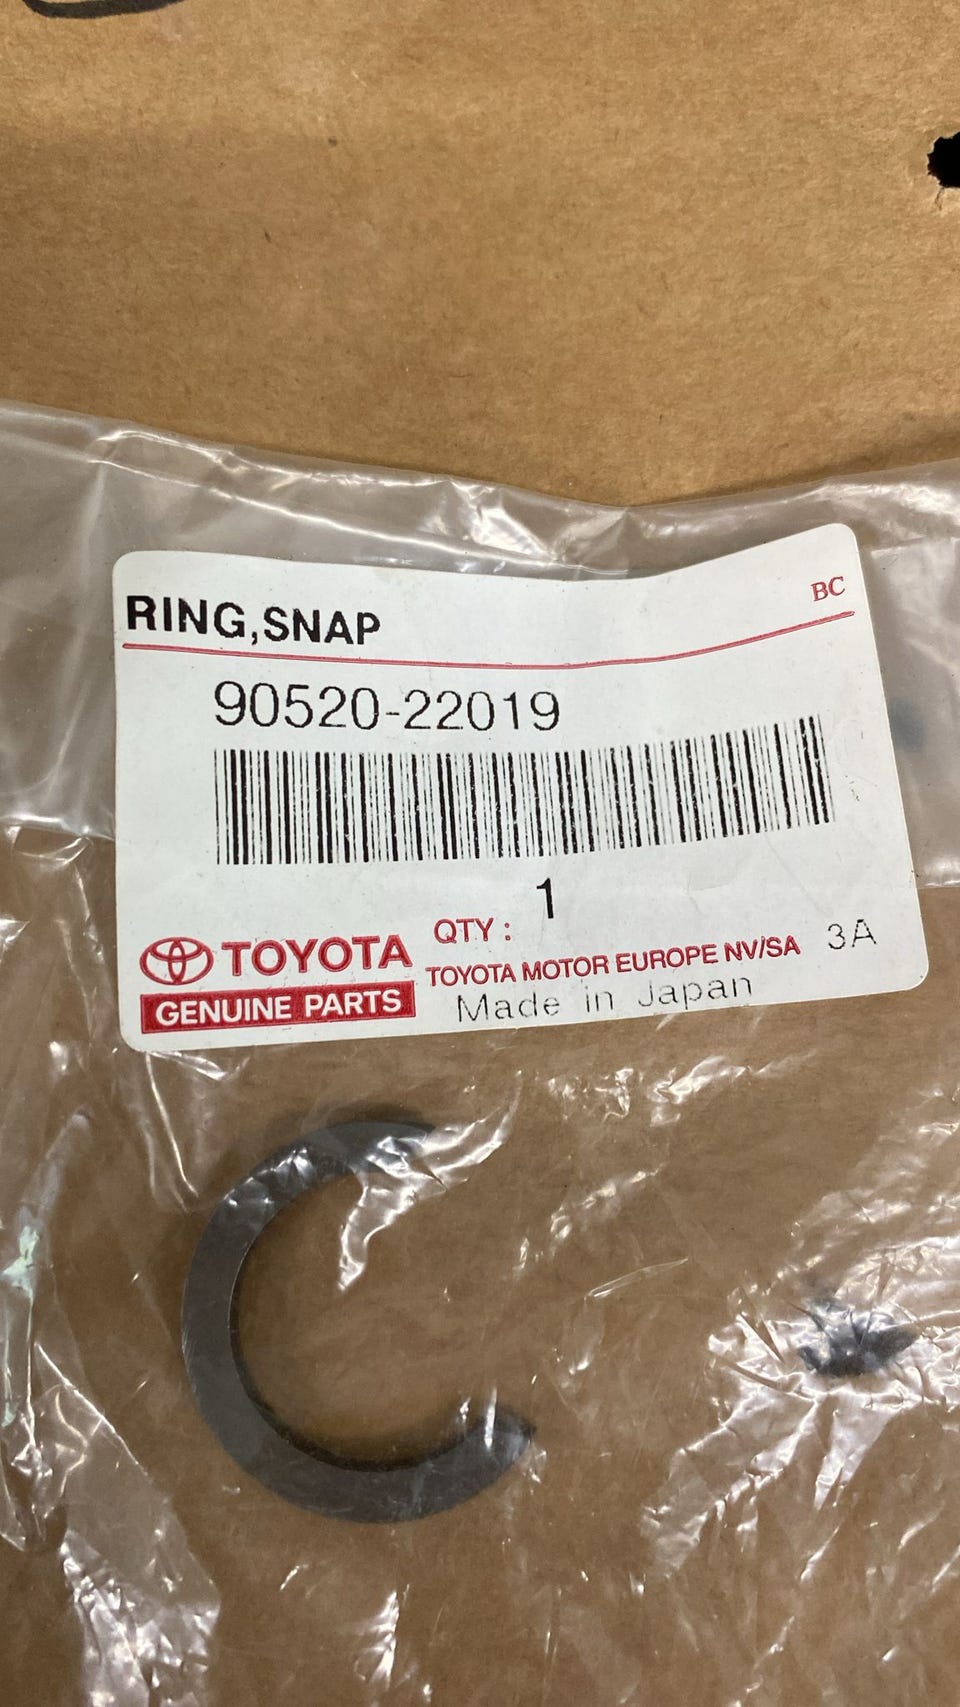 BC
RING,SNAP
90520-22019
1
QTY :
TOYOTA
TOYOTA MOTOR EUROPE NV/SA 3A
GENUINE PARTS
Made in Japan